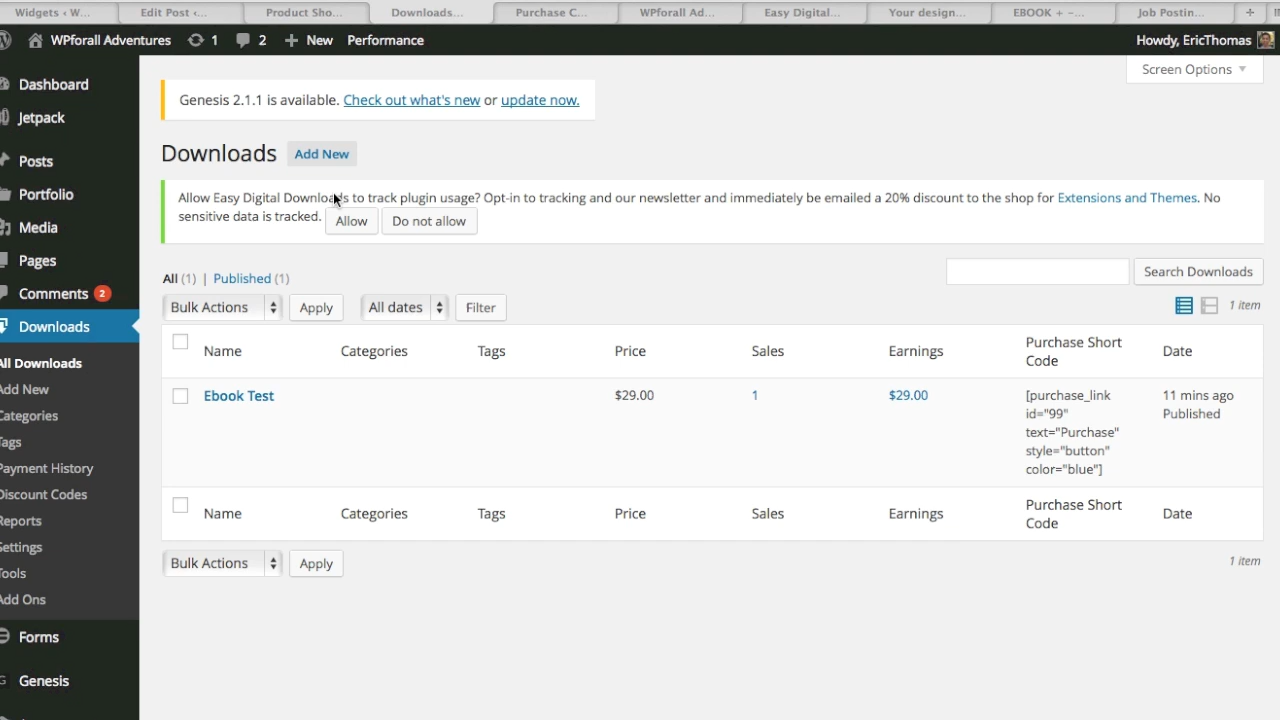 Widgets ‹ W...
Edit Post ‹...
Product Sho...
Downloads...
Purchase C...
WPforall Ad...
Easy Digital...
Your design...
EBOOK + –...
Job Postin...
+
WPforall Adventures
1
2
+ New
Performance
Howdy, EricThomas
Screen Options
Dashboard
Jetpack
Posts
Portfolio
Media
Pages
Comments 2
Downloads
All Downloads
Add New
Categories
Tags
Payment History
Discount Codes
Reports
Settings
Tools
Add Ons
Forms
Genesis
Genesis 2.1.1 is available. Check out what's new or update now.
Downloads Add New
Allow Easy Digital Downloads to track plugin usage? Opt-in to tracking and our newsletter and immediately be emailed a 20% discount to the shop for Extensions and Themes. No
sensitive data is tracked. Allow Do not allow
All (1) | Published (1)
Search Downloads
Bulk Actions Apply All dates Filter
1 item
Name Categories Tags Price Sales Earnings Purchase Short Code Date
Ebook Test $29.00 1 $29.00
[purchase_link
id="99"
text="Purchase"
style="button"
color="blue"]
11 mins ago
Published
Name Categories Tags Price Sales Earnings Purchase Short Code Date
Bulk Actions Apply
1 item